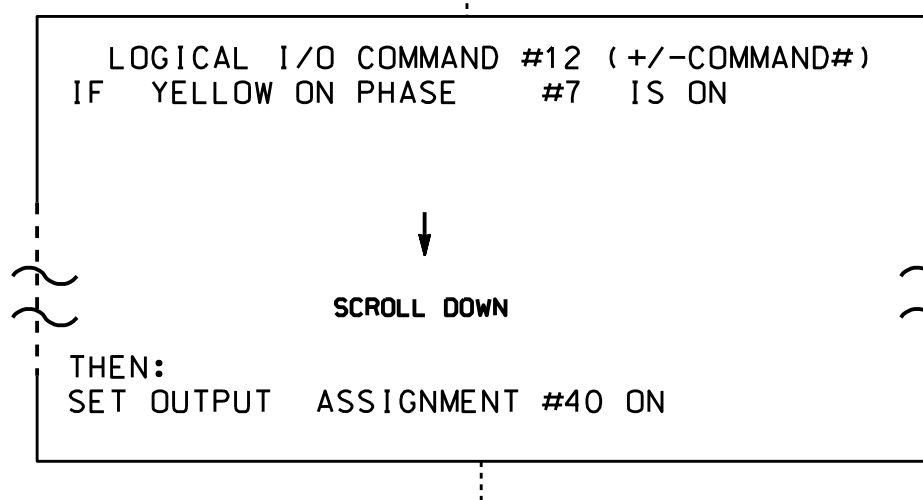 LOGICAL I/O COMMAND #12 (+/-COMMAND#)
IF YELLOW ON PHASE #7 IS ON
SCROLL DOWN
THEN:
SET OUTPUT ASSIGNMENT #40 ON